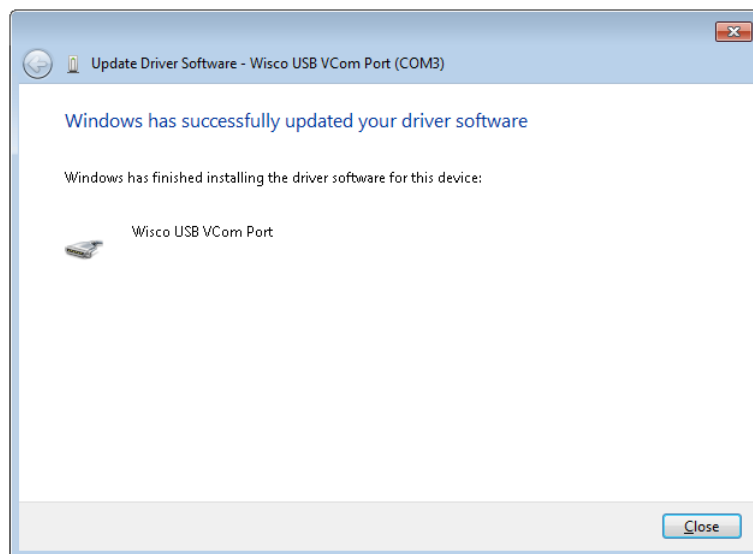 Update Driver Software - Wisco USB VCom Port (COM3)
Windows has successfully updated your driver software
Windows has finished installing the driver software for this device:
Wisco USB VCom Port
Close